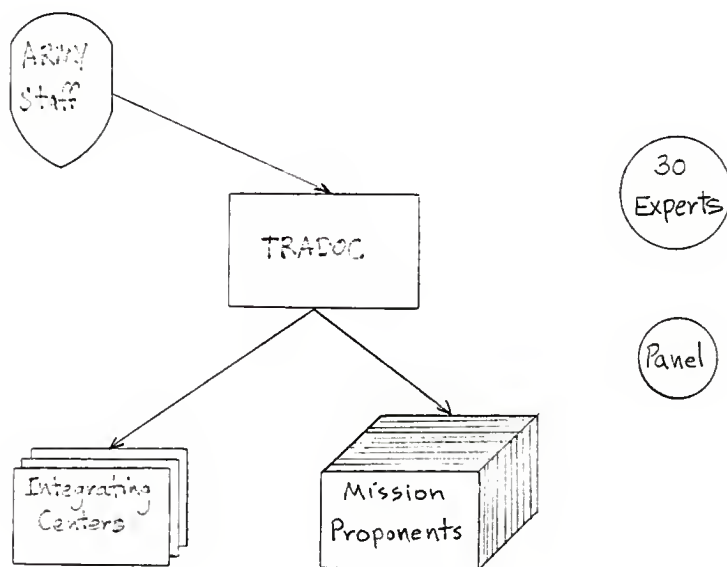 ARMY
Staff
30
Experts
TRADOC
Panel
Integrating
Centers
Mission
Proponents